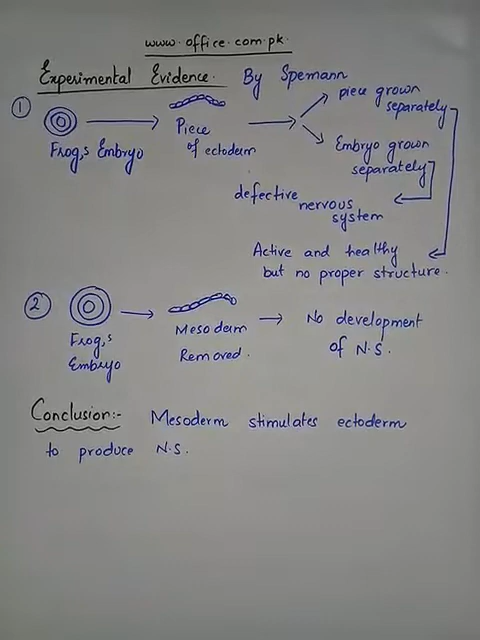 www.office.com.pk
Experimental Evidence. By Spemann
1
Frog,s Embryo
Piece
of ectoderm
piece grown
separately
Embryo grown
separately
defective
nervous
system
Active and healthy
but no proper structure.
2
Frog,s
Embryo
Mesoderm
Removed.
No development
of N.S.
Conclusion:- Mesoderm stimulates ectoderm
to produce N.S.